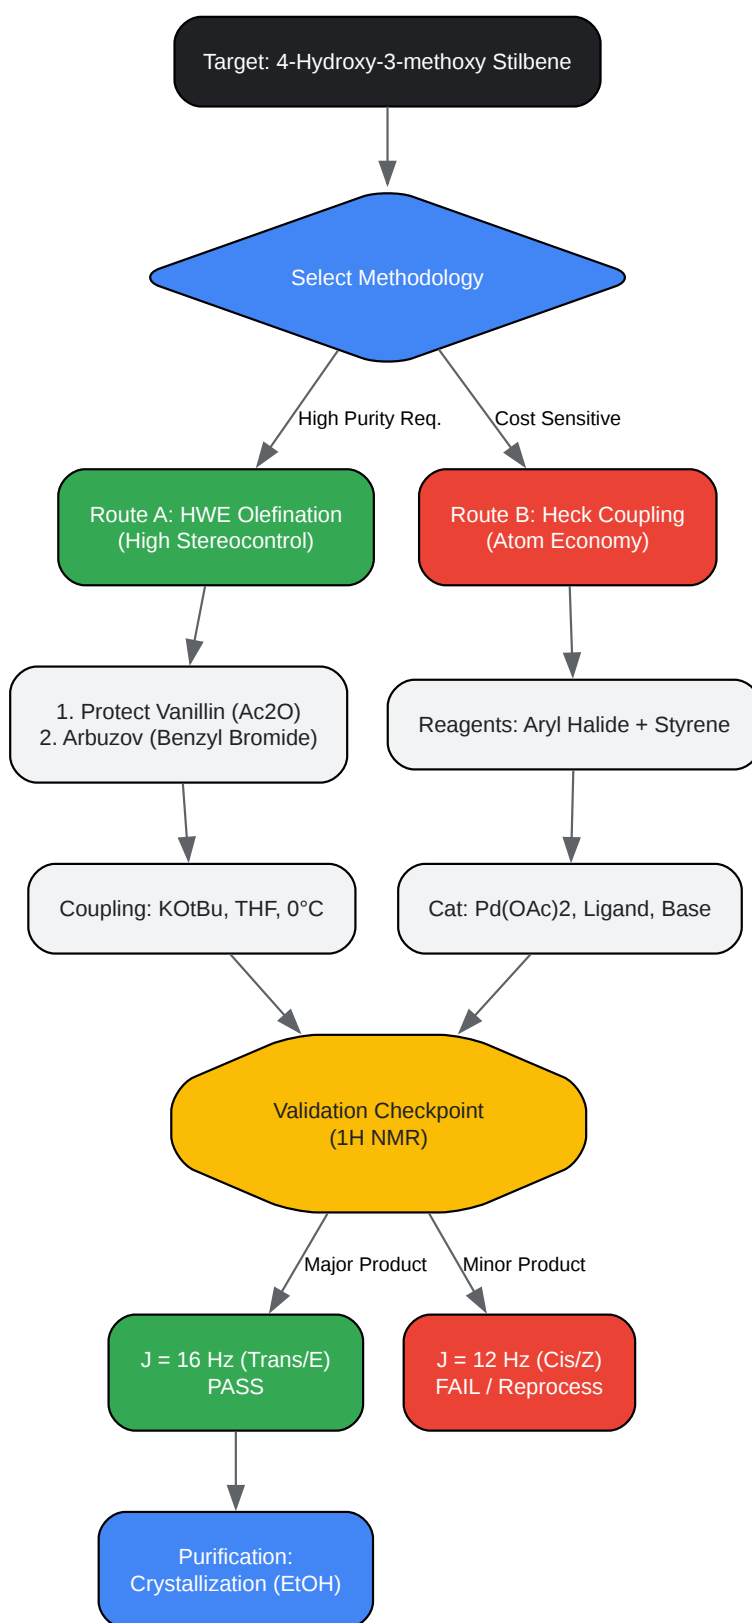 Target: 4-Hydroxy-3-methoxy Stilbene
Select Methodology
High Purity Req.
Cost Sensitive
Route A: HWE Olefination
(High Stereocontrol)
Route B: Heck Coupling
(Atom Economy)
1. Protect Vanillin (Ac2O)
2. Arbuzov (Benzyl Bromide)
Reagents: Aryl Halide + Styrene
Coupling: KOtBu, THF, 0°C
Cat: Pd(OAc)2, Ligand, Base
Validation Checkpoint
(1H NMR)
Major Product
Minor Product
J = 16 Hz (Trans/E)
PASS
J = 12 Hz (Cis/Z)
FAIL / Reprocess
Purification:
Crystallization (EtOH)